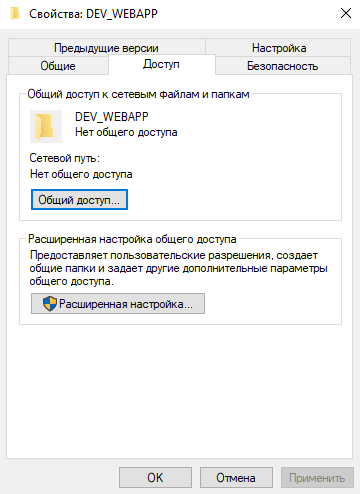 Свойства: DEV_WEBAPP
Предыдущие версии
Настройка
Общие
Доступ
Безопасность
Общий доступ к сетевым файлам и папкам
DEV_WEBAPP
Нет общего доступа
Сетевой путь:
Нет общего доступа
Общий доступ...
Расширенная настройка общего доступа
Предоставляет пользовательские разрешения, создает
общие папки и задает другие дополнительные параметры
общего доступа.
Расширенная настройка...
OK
Отмена
Применить